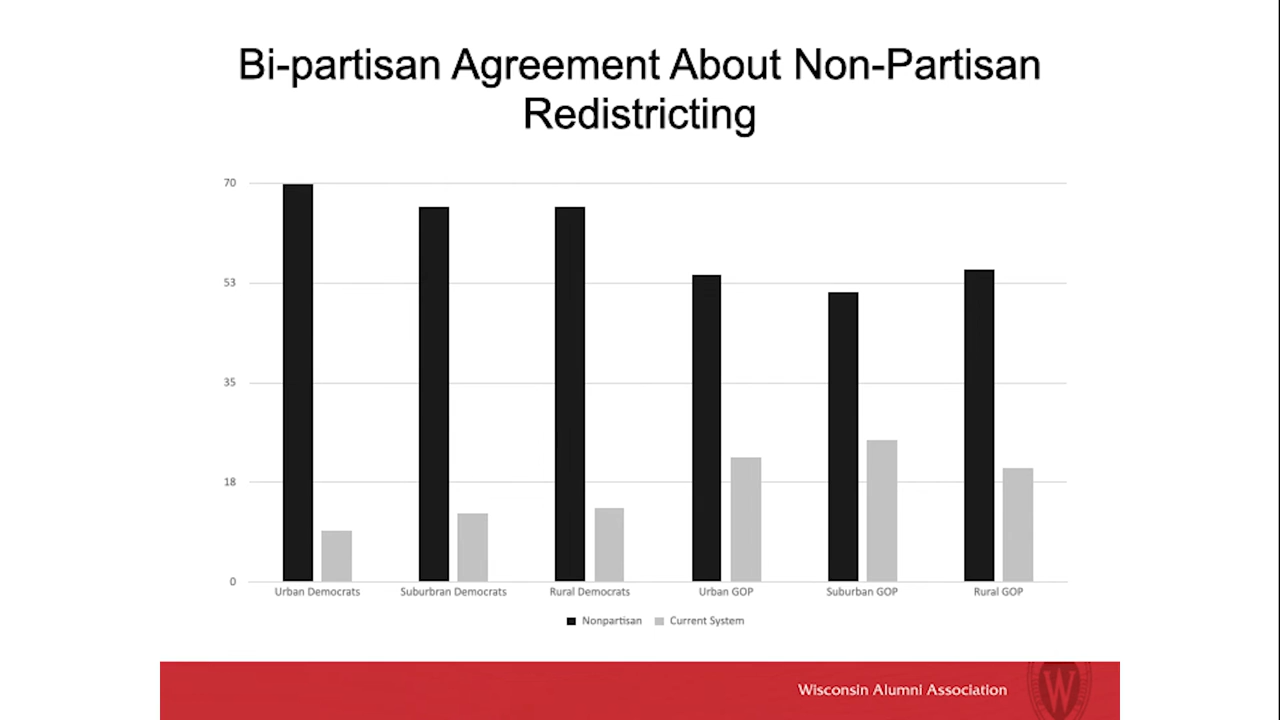 Bi-partisan Agreement About Non-Partisan
Redistricting
70
53
35
18
0
Urban Democrats
Suburbran Democrats
Rural Democrats
Urban GOP
Suburban GOP
Rural GOP
Nonpartisan
Current System
Wisconsin Alumni Association
W